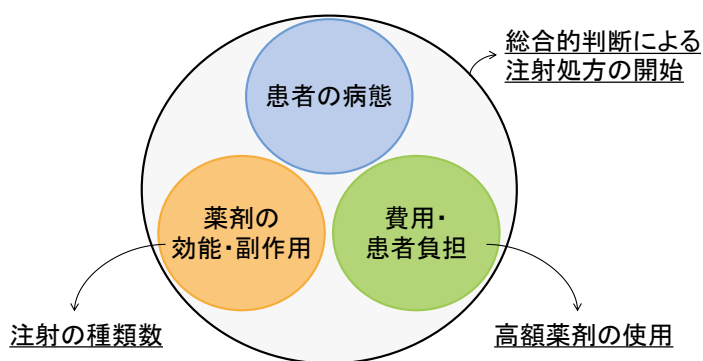 総合的判断による
注射処方の開始
患者の病態
薬剤の
効能・副作用
費用・
患者負担
注射の種類数
高額薬剤の使用